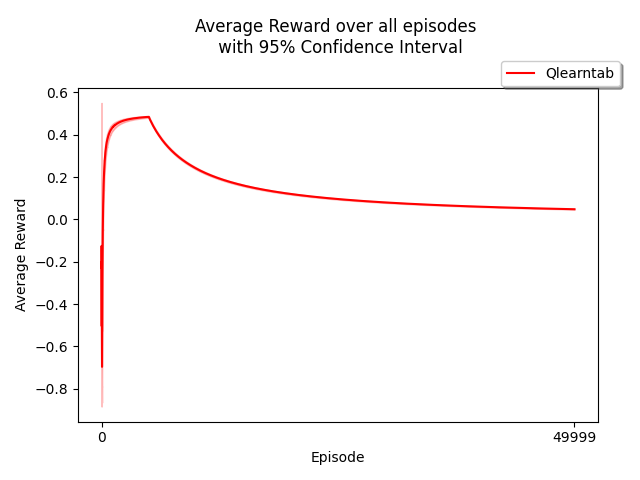 Average Reward over all episodes
with 95% Confidence Interval
Qlearntab
0.6
0.4
0.2
0.0
−0.2
−0.4
−0.6
−0.8
Average Reward
0
49999
Episode